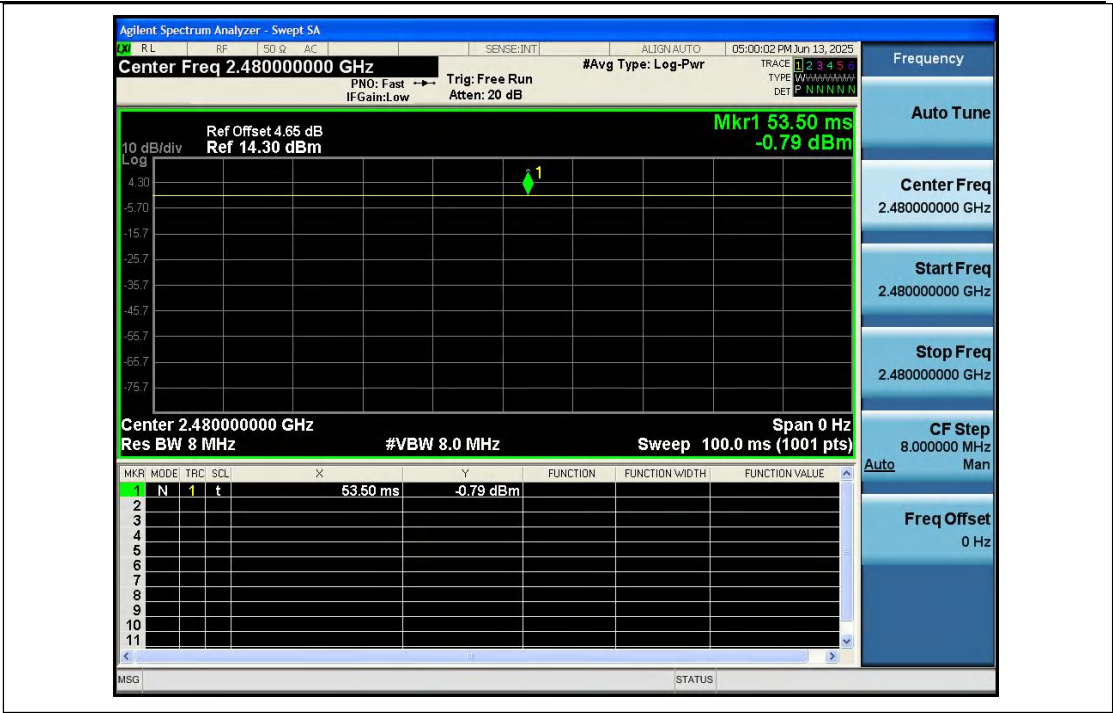 Agilent Spectrum Analyzer - Swept SA
LXI RL RF 50 Ω AC SENSE:INT ALIGN AUTO 05:00:02 PM Jun 13, 2025
Center Freq 2.480000000 GHz
PNO: Fast
IFGain:Low
Trig: Free Run
Atten: 20 dB
#Avg Type: Log-Pwr
TRACE 1 2 3 4 5 6
TYPE WWWWWW
DET P N N N N N
Ref Offset 4.65 dB
Ref 14.30 dBm
10 dB/div
Log
Mkr1 53.50 ms
-0.79 dBm
1
4.30
-5.70
-15.7
-25.7
-35.7
-45.7
-55.7
-65.7
-75.7
Center 2.480000000 GHz Span 0 Hz
Res BW 8 MHz #VBW 8.0 MHz Sweep 100.0 ms (1001 pts)
MKR MODE TRC SCL X Y FUNCTION FUNCTION WIDTH FUNCTION VALUE
1 N 1 t 53.50 ms -0.79 dBm
2
3
4
5
6
7
8
9
10
11
MSG STATUS
Frequency
Auto Tune
Center Freq
2.480000000 GHz
Start Freq
2.480000000 GHz
Stop Freq
2.480000000 GHz
CF Step
8.000000 MHz
Auto Man
Freq Offset
0 Hz